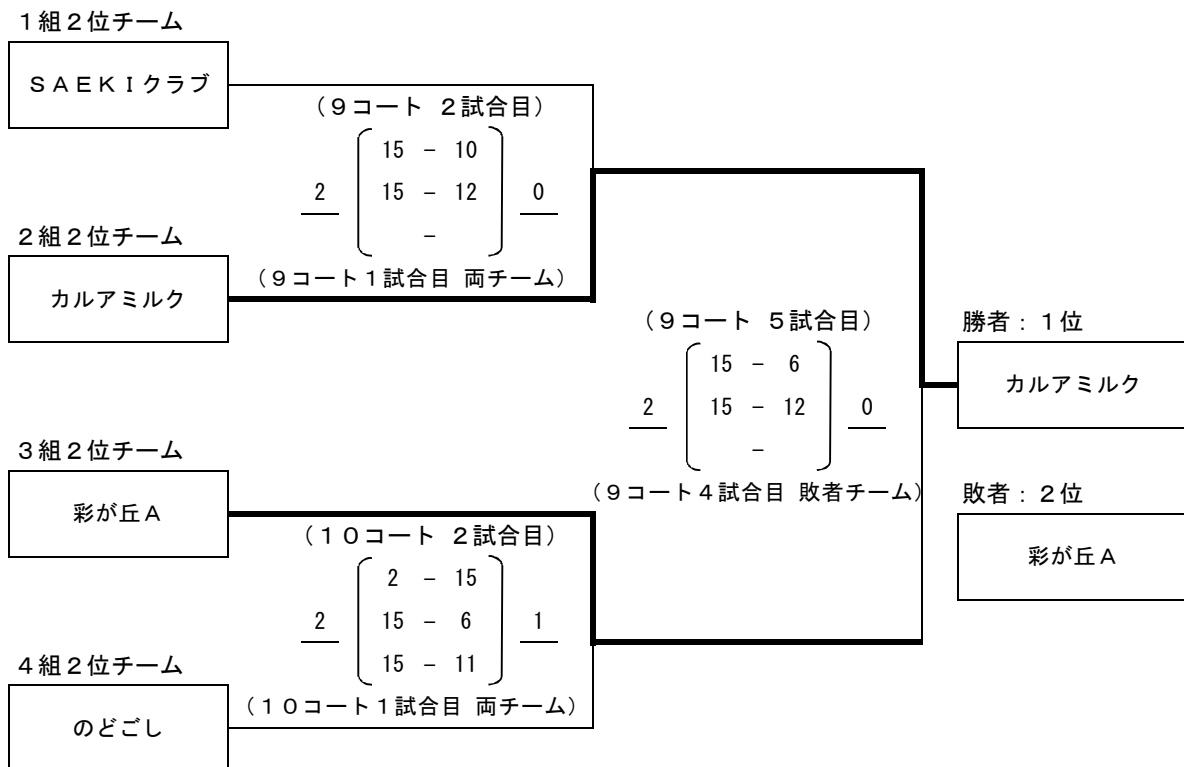 １組２位チーム
ＳＡＥＫＩクラブ
（９コート ２試合目）
15 － 10
2 15 － 12 0
－
（９コート１試合目 両チーム）
２組２位チーム
カルアミルク
（９コート ５試合目）
15 － 6
2 15 － 12 0
－
（９コート４試合目 敗者チーム）
勝者：１位
カルアミルク
敗者：２位
彩が丘Ａ
３組２位チーム
彩が丘Ａ
（１０コート ２試合目）
2 － 15
2 15 － 6 1
15 － 11
（１０コート１試合目 両チーム）
４組２位チーム
のどごし